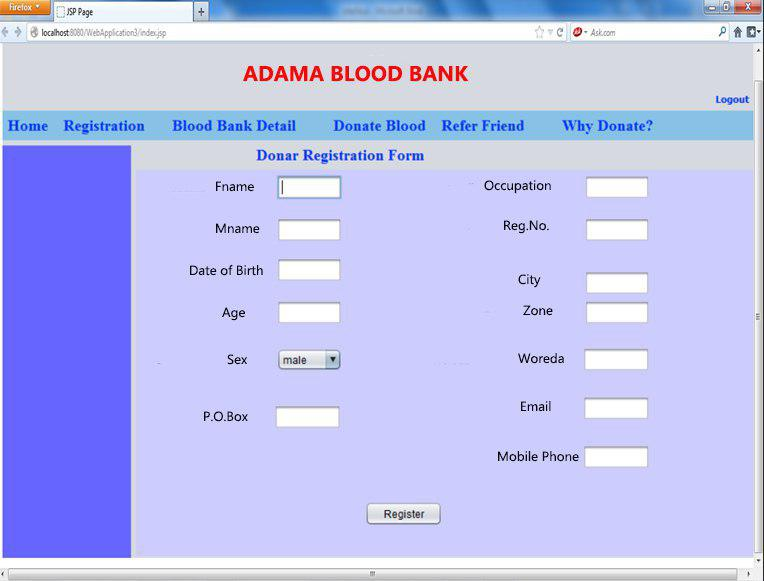 Firefox
JSP Page
+
localhost:8080/WebApplication3/index.jsp
Ask.com
ADAMA BLOOD BANK
Logout
Home Registration Blood Bank Detail Donate Blood Refer Friend Why Donate?
Donar Registration Form
Fname Occupation
Mname Reg.No.
Date of Birth City
Age Zone
Sex male Woreda
P.O.Box Email
Mobile Phone
Register